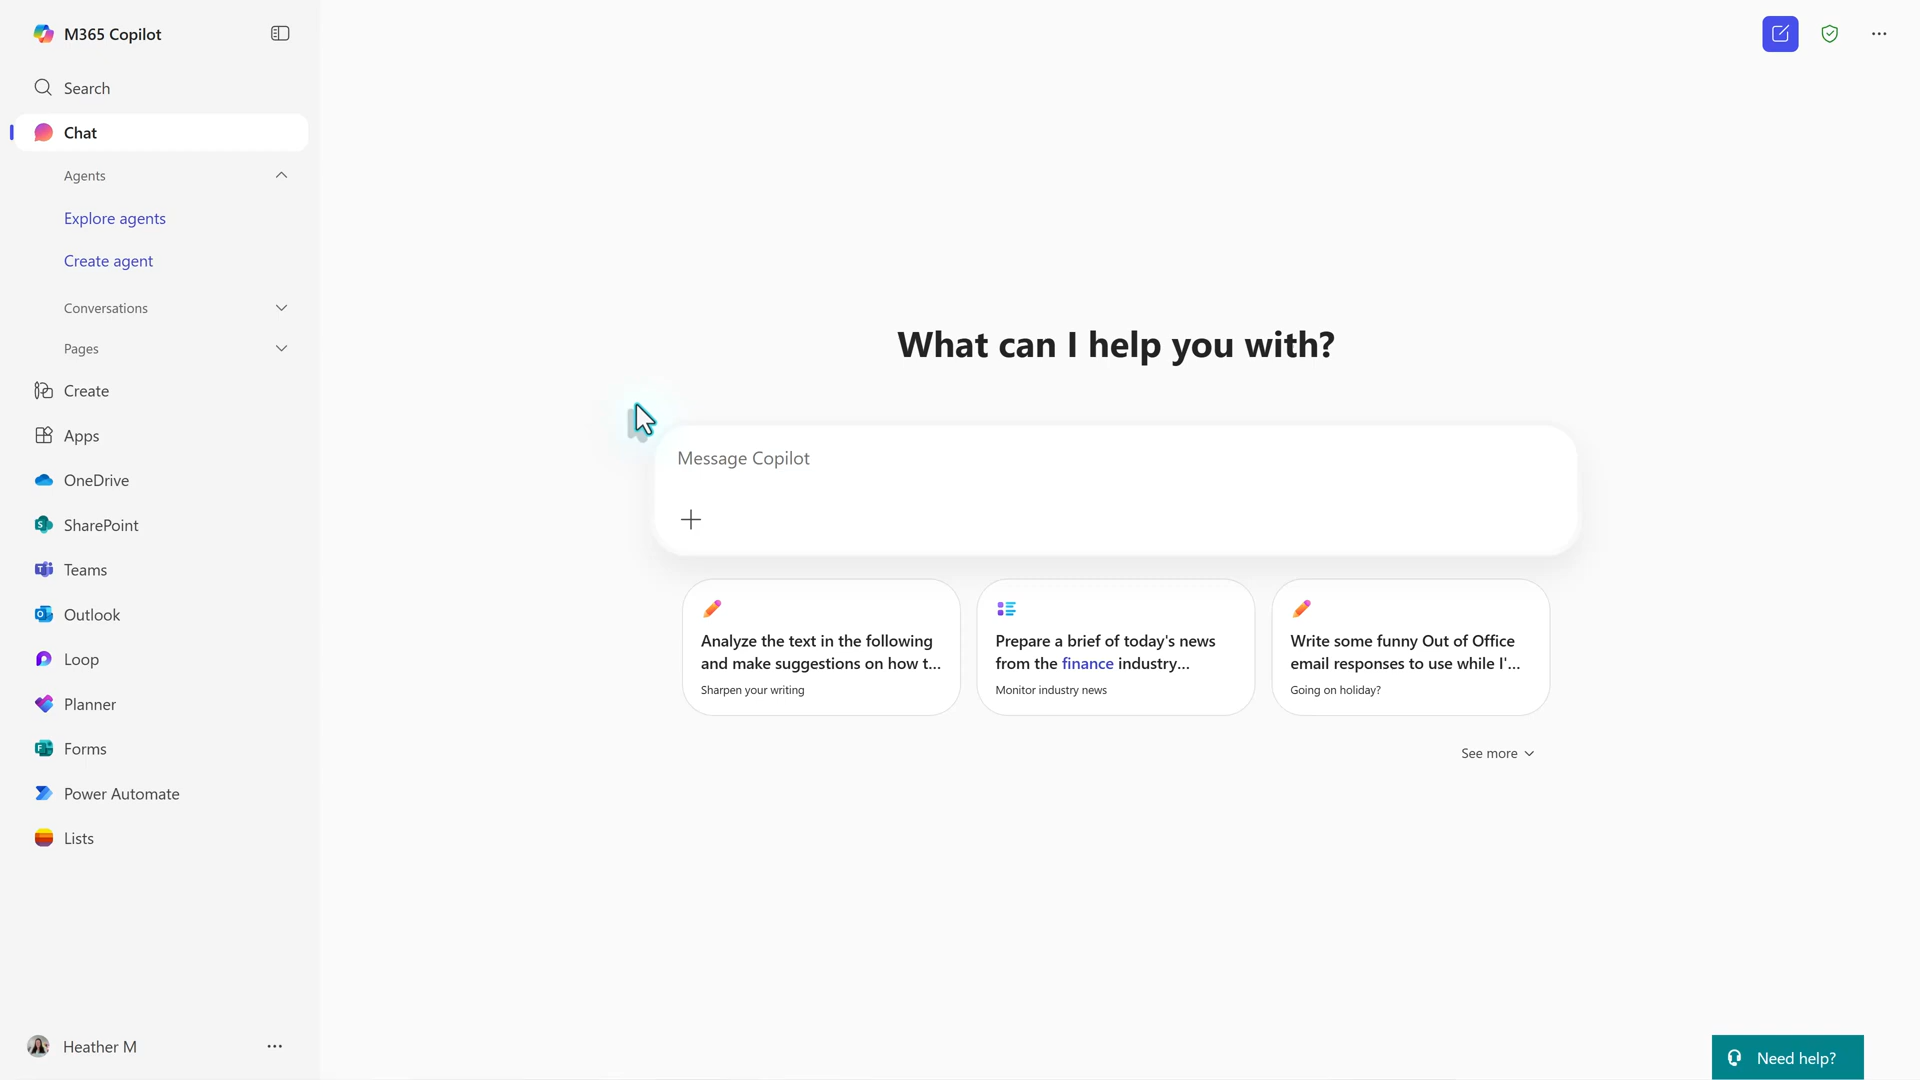 M365 Copilot
Search
Chat
Agents
Explore agents
Create agent
Conversations
Pages
Create
Apps
OneDrive
SharePoint
Teams
Outlook
Loop
Planner
Forms
Power Automate
Lists
Heather M
What can I help you with?
Message Copilot
Analyze the text in the following
and make suggestions on how t...
Sharpen your writing
Prepare a brief of today's news
from the finance industry...
Monitor industry news
Write some funny Out of Office
email responses to use while I'...
Going on holiday?
See more
Need help?